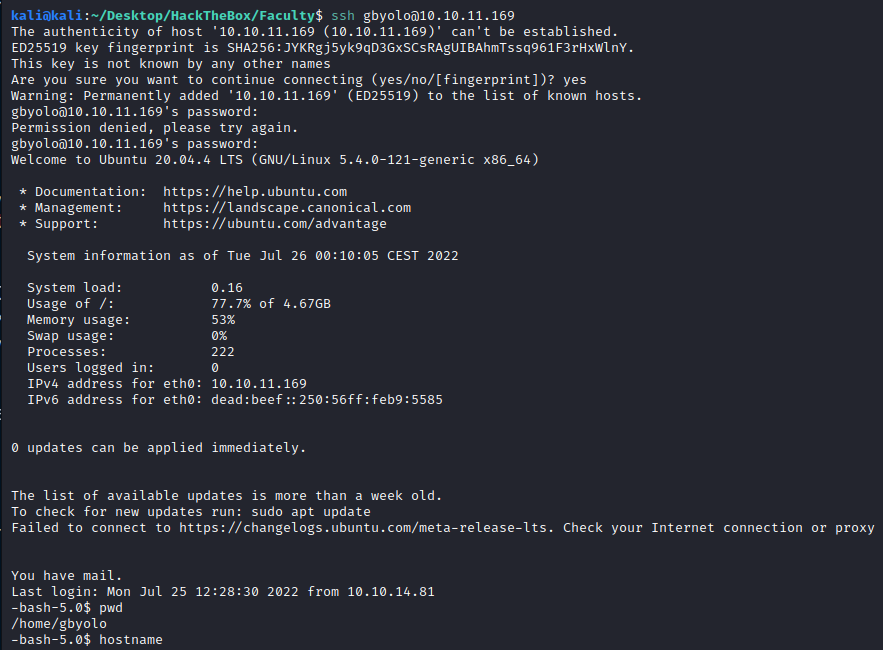 kali@kali:~/Desktop/HackTheBox/Faculty$ ssh gbyolo@10.10.11.169
The authenticity of host '10.10.11.169 (10.10.11.169)' can't be established.
ED25519 key fingerprint is SHA256:JYKRgj5yk9qD3GxSCsRAgUIBAhmTssq961F3rHxWlnY.
This key is not known by any other names
Are you sure you want to continue connecting (yes/no/[fingerprint])? yes
Warning: Permanently added '10.10.11.169' (ED25519) to the list of known hosts.
gbyolo@10.10.11.169's password:
Permission denied, please try again.
gbyolo@10.10.11.169's password:
Welcome to Ubuntu 20.04.4 LTS (GNU/Linux 5.4.0-121-generic x86_64)
* Documentation:  https://help.ubuntu.com
* Management:     https://landscape.canonical.com
* Support:        https://ubuntu.com/advantage
System information as of Tue Jul 26 00:10:05 CEST 2022
System load:           0.16
Usage of /:            77.7% of 4.67GB
Memory usage:          53%
Swap usage:            0%
Processes:             222
Users logged in:       0
IPv4 address for eth0: 10.10.11.169
IPv6 address for eth0: dead:beef::250:56ff:feb9:5585
0 updates can be applied immediately.
The list of available updates is more than a week old.
To check for new updates run: sudo apt update
Failed to connect to https://changelogs.ubuntu.com/meta-release-lts. Check your Internet connection or proxy
You have mail.
Last login: Mon Jul 25 12:28:30 2022 from 10.10.14.81
-bash-5.0$ pwd
/home/gbyolo
-bash-5.0$ hostname